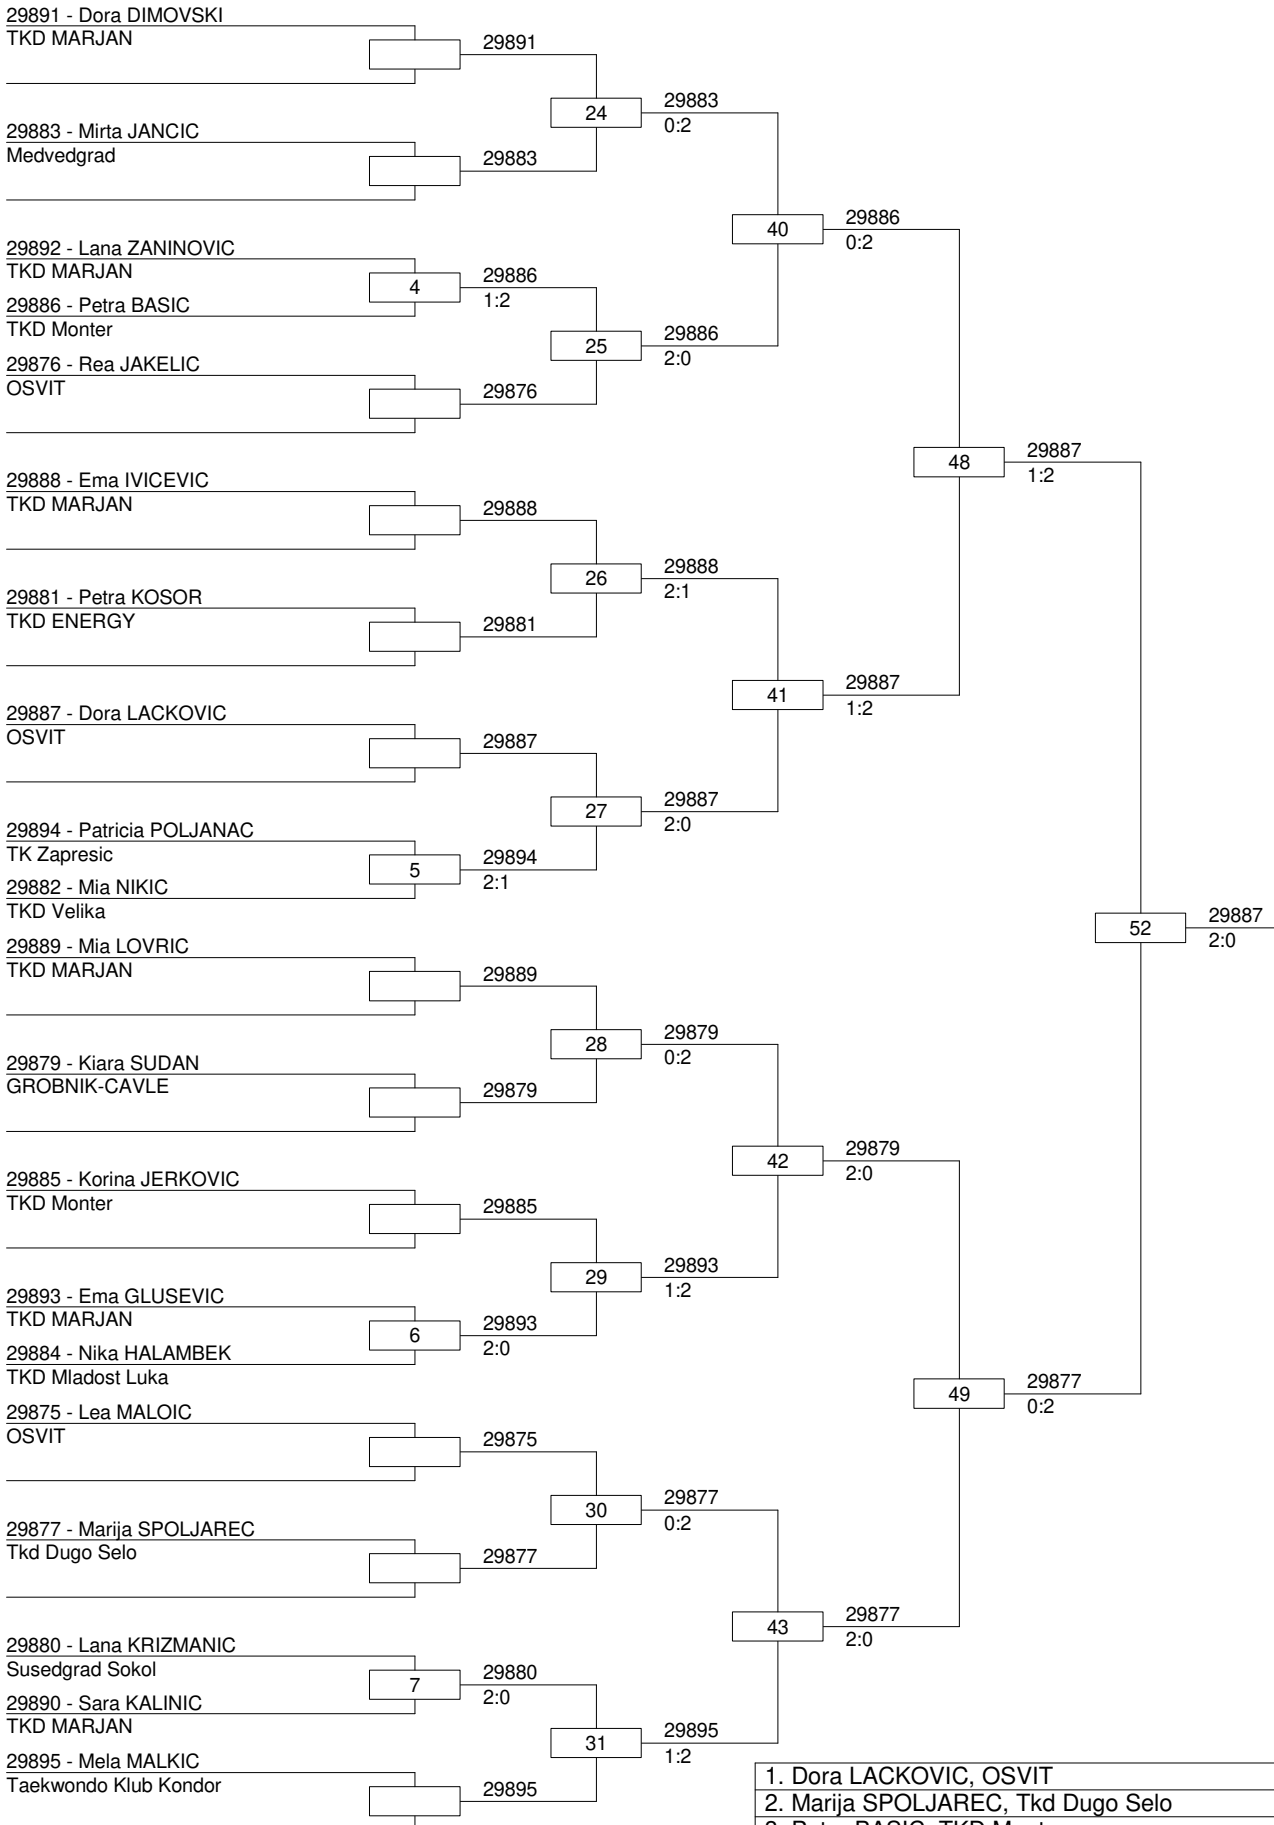 29891 - Dora DIMOVSKI
TKD MARJAN
29891
24
29883
0:2
29883 - Mirta JANCIC
Medvedgrad
29883
40
29886
0:2
29892 - Lana ZANINOVIC
TKD MARJAN
4
29886
1:2
29886 - Petra BASIC
TKD Monter
25
29886
2:0
29876 - Rea JAKELIC
OSVIT
29876
48
29887
1:2
29888 - Ema IVICEVIC
TKD MARJAN
29888
26
29888
2:1
29881 - Petra KOSOR
TKD ENERGY
29881
41
29887
1:2
29887 - Dora LACKOVIC
OSVIT
29887
27
29887
2:0
29894 - Patricia POLJANAC
TK Zapresic
5
29894
2:1
29882 - Mia NIKIC
TKD Velika
52
29887
2:0
29889 - Mia LOVRIC
TKD MARJAN
29889
28
29879
0:2
29879 - Kiara SUDAN
GROBNIK-CAVLE
29879
42
29879
2:0
29885 - Korina JERKOVIC
TKD Monter
29885
29
29893
1:2
29893 - Ema GLUSEVIC
TKD MARJAN
6
29893
2:0
29884 - Nika HALAMBEK
TKD Mladost Luka
49
29877
0:2
29875 - Lea MALOIC
OSVIT
29875
30
29877
0:2
29877 - Marija SPOLJAREC
Tkd Dugo Selo
29877
43
29877
2:0
29880 - Lana KRIZMANIC
Susedgrad Sokol
7
29880
2:0
29890 - Sara KALINIC
TKD MARJAN
31
29895
1:2
29895 - Mela MALKIC
Taekwondo Klub Kondor
29895
1. Dora LACKOVIC, OSVIT
2. Marija SPOLJAREC, Tkd Dugo Selo